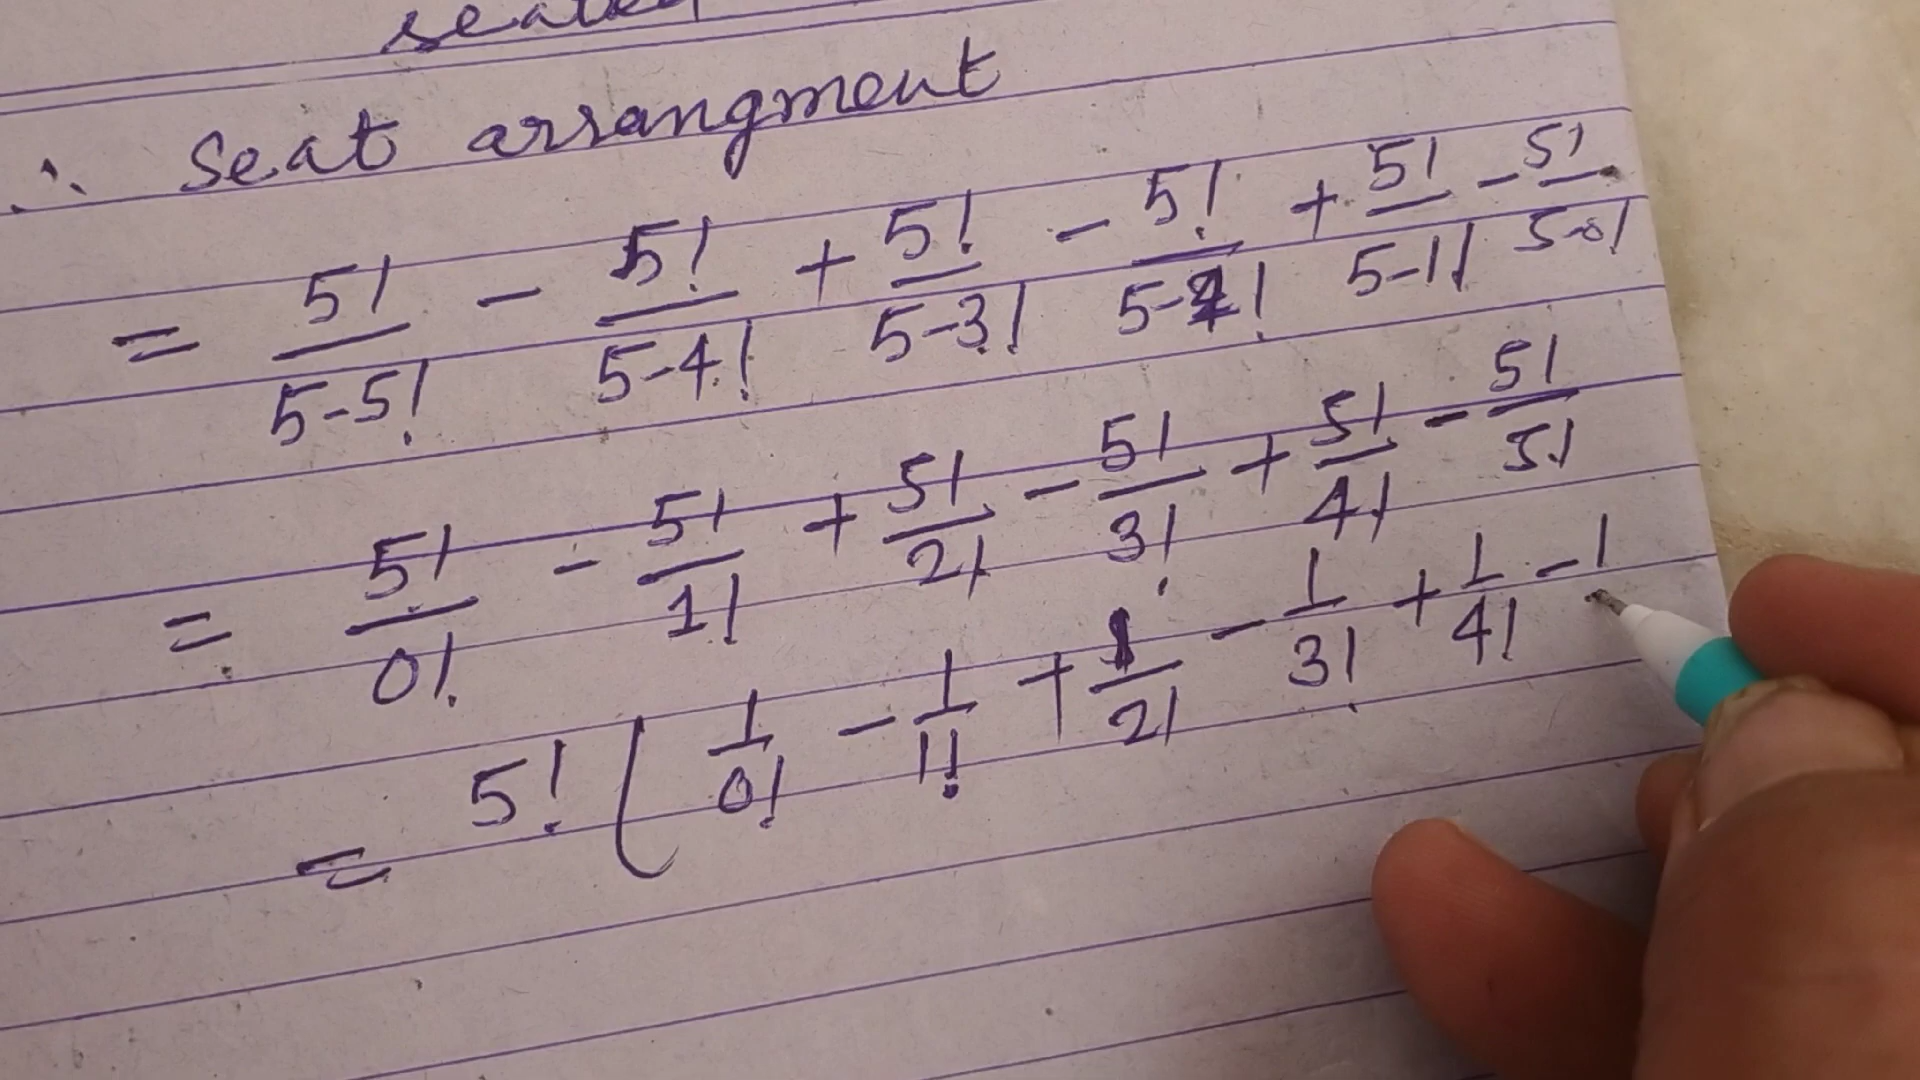 seated
∴ Seat arrangment
= 5!/5-5! - 5!/5-4! + 5!/5-3! - 5!/5-2! + 5!/5-1! - 5!/5-0!
= 5!/0! - 5!/1! + 5!/2! - 5!/3! + 5!/4! - 5!/5!
= 5! ( 1/0! - 1/1! + 1/2! - 1/3! + 1/4! - 1